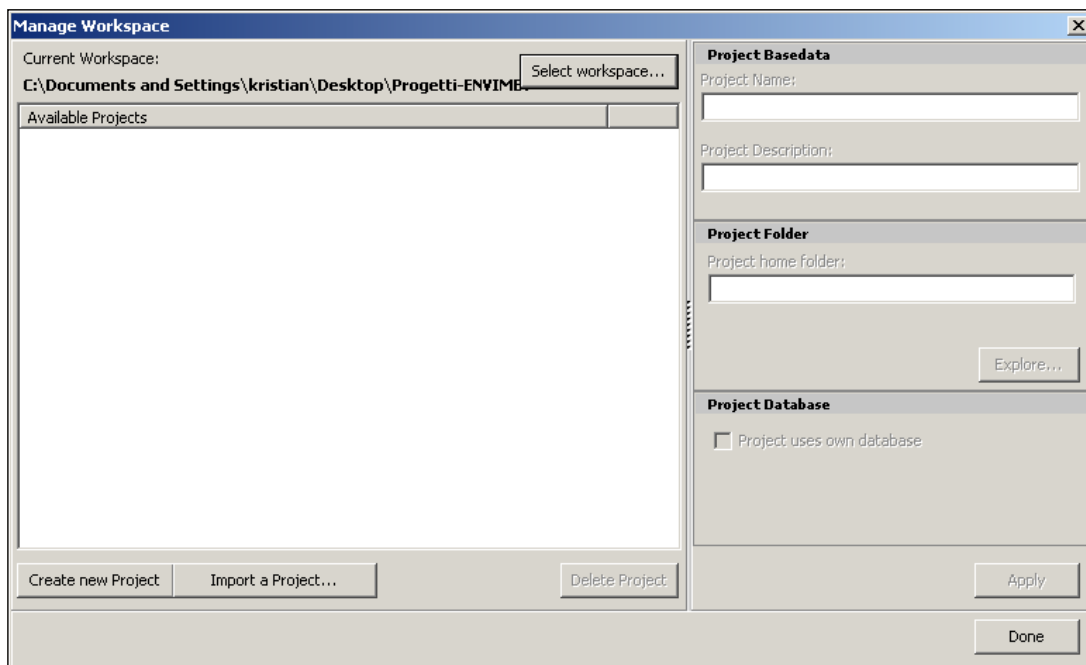 Manage Workspace
Current Workspace:
Select workspace...
C:\Documents and Settings\kristian\Desktop\Progetti-ENVIME
Available Projects
Create new Project
Import a Project...
Delete Project
Project Basedata
Project Name:
Project Description:
Project Folder
Project home folder:
Explore...
Project Database
Project uses own database
Apply
Done